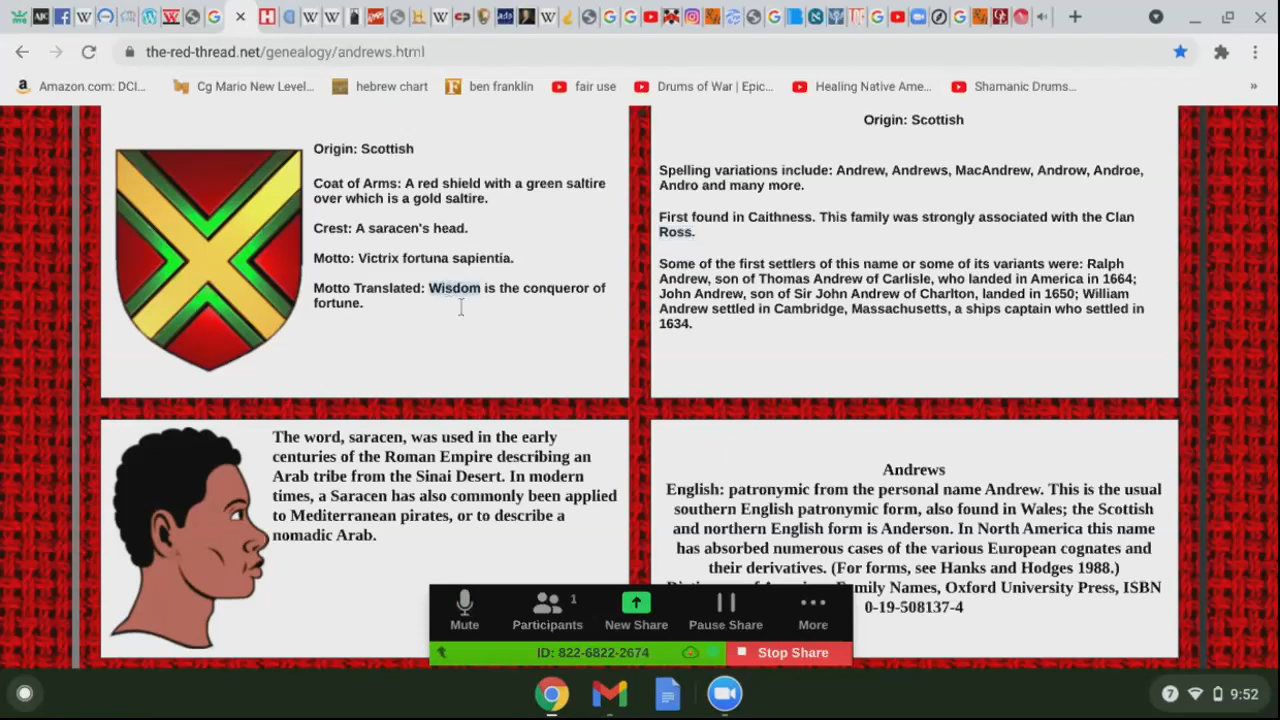 the-red-thread.net/genealogy/andrews.html
Amazon.com: DCI...
Cg Mario New Level...
hebrew chart
ben franklin
fair use
Drums of War | Epic...
Healing Native Ame...
Shamanic Drums...
»
Origin: Scottish
Coat of Arms: A red shield with a green saltire
over which is a gold saltire.
Crest: A saracen's head.
Motto: Victrix fortuna sapientia.
Motto Translated: Wisdom is the conqueror of
fortune.
Origin: Scottish
Spelling variations include: Andrew, Andrews, MacAndrew, Androw, Androe,
Andro and many more.
First found in Caithness. This family was strongly associated with the Clan
Ross.
Some of the first settlers of this name or some of its variants were: Ralph
Andrew, son of Thomas Andrew of Carlisle, who landed in America in 1664;
John Andrew, son of Sir John Andrew of Charlton, landed in 1650; William
Andrew settled in Cambridge, Massachusetts, a ships captain who settled in
1634.
The word, saracen, was used in the early
centuries of the Roman Empire describing an
Arab tribe from the Sinai Desert. In modern
times, a Saracen has also commonly been applied
to Mediterranean pirates, or to describe a
nomadic Arab.
Andrews
English: patronymic from the personal name Andrew. This is the usual
southern English patronymic form, also found in Wales; the Scottish
and northern English form is Anderson. In North America this name
has absorbed numerous cases of the various European cognates and
their derivatives. (For forms, see Hanks and Hodges 1988.)
Family Names, Oxford University Press, ISBN
0-19-508137-4
1
Mute
Participants
New Share
Pause Share
More
ID: 822-6822-2674
Stop Share
7
9:52